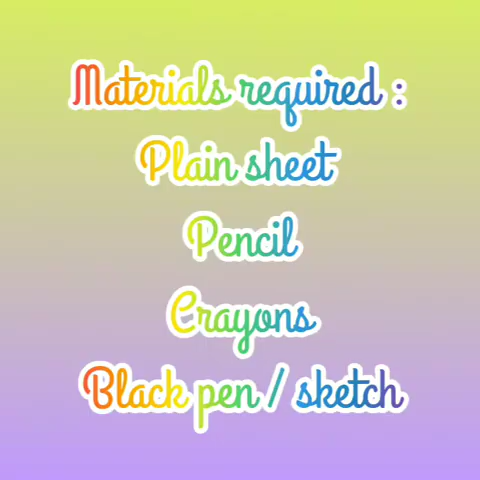 Materials required :
Plain sheet
Pencil
Crayons
Black pen / sketch